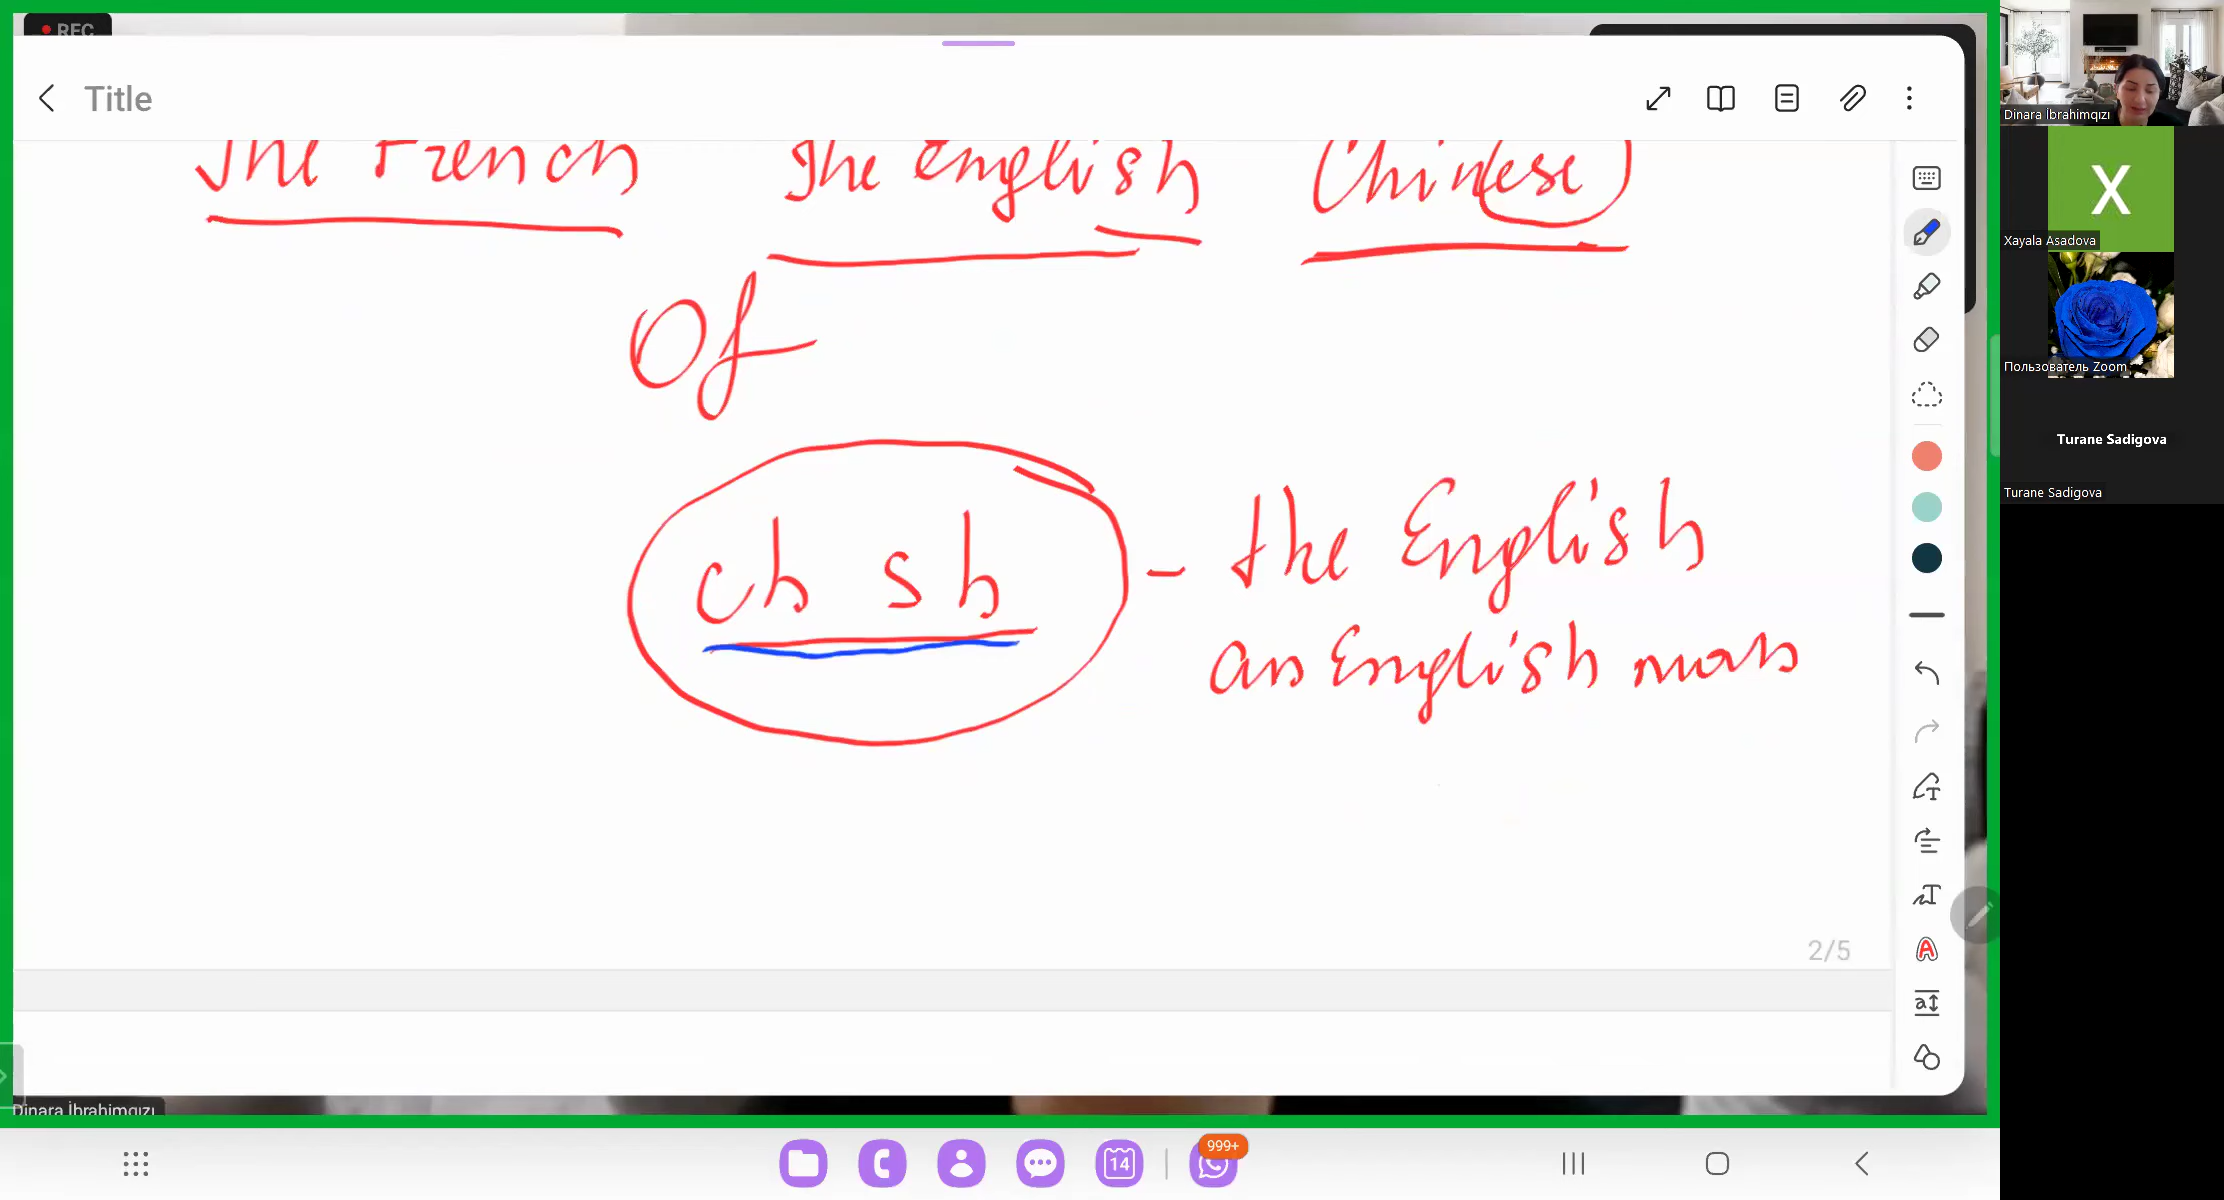 REC
Title
The French The English (Chinese)
Of
ch sh - the English
an English man
2/5
Dinara İbrahimqızı
14
999+
Dinara İbrahimqızı
X
Xayala Asadova
Пользователь Zoom
Turane Sadigova
Turane Sadigova